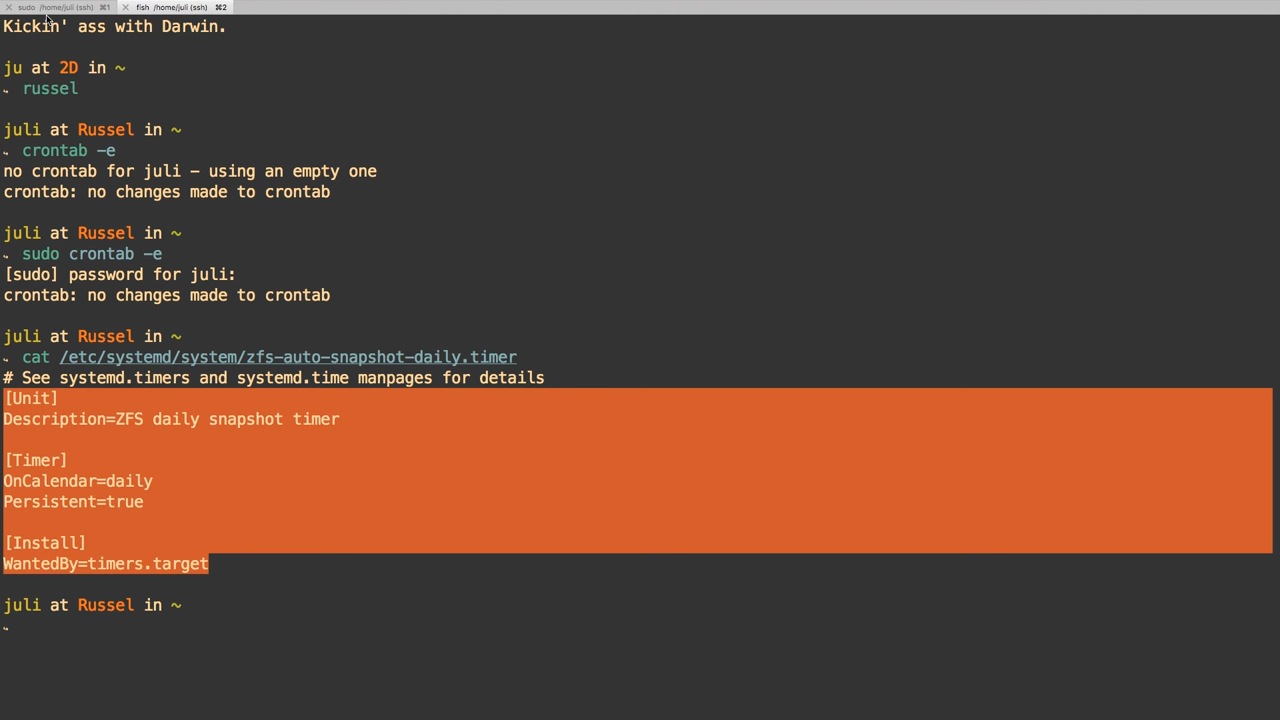 sudo /home/juli (ssh) ⌘1
fish /home/juli (ssh) ⌘2
Kickin' ass with Darwin.
ju at 2D in ~
russel
juli at Russel in ~
crontab -e
no crontab for juli - using an empty one
crontab: no changes made to crontab
juli at Russel in ~
sudo crontab -e
[sudo] password for juli:
crontab: no changes made to crontab
juli at Russel in ~
cat /etc/systemd/system/zfs-auto-snapshot-daily.timer
# See systemd.timers and systemd.time manpages for details
[Unit]
Description=ZFS daily snapshot timer
[Timer]
OnCalendar=daily
Persistent=true
[Install]
WantedBy=timers.target
juli at Russel in ~